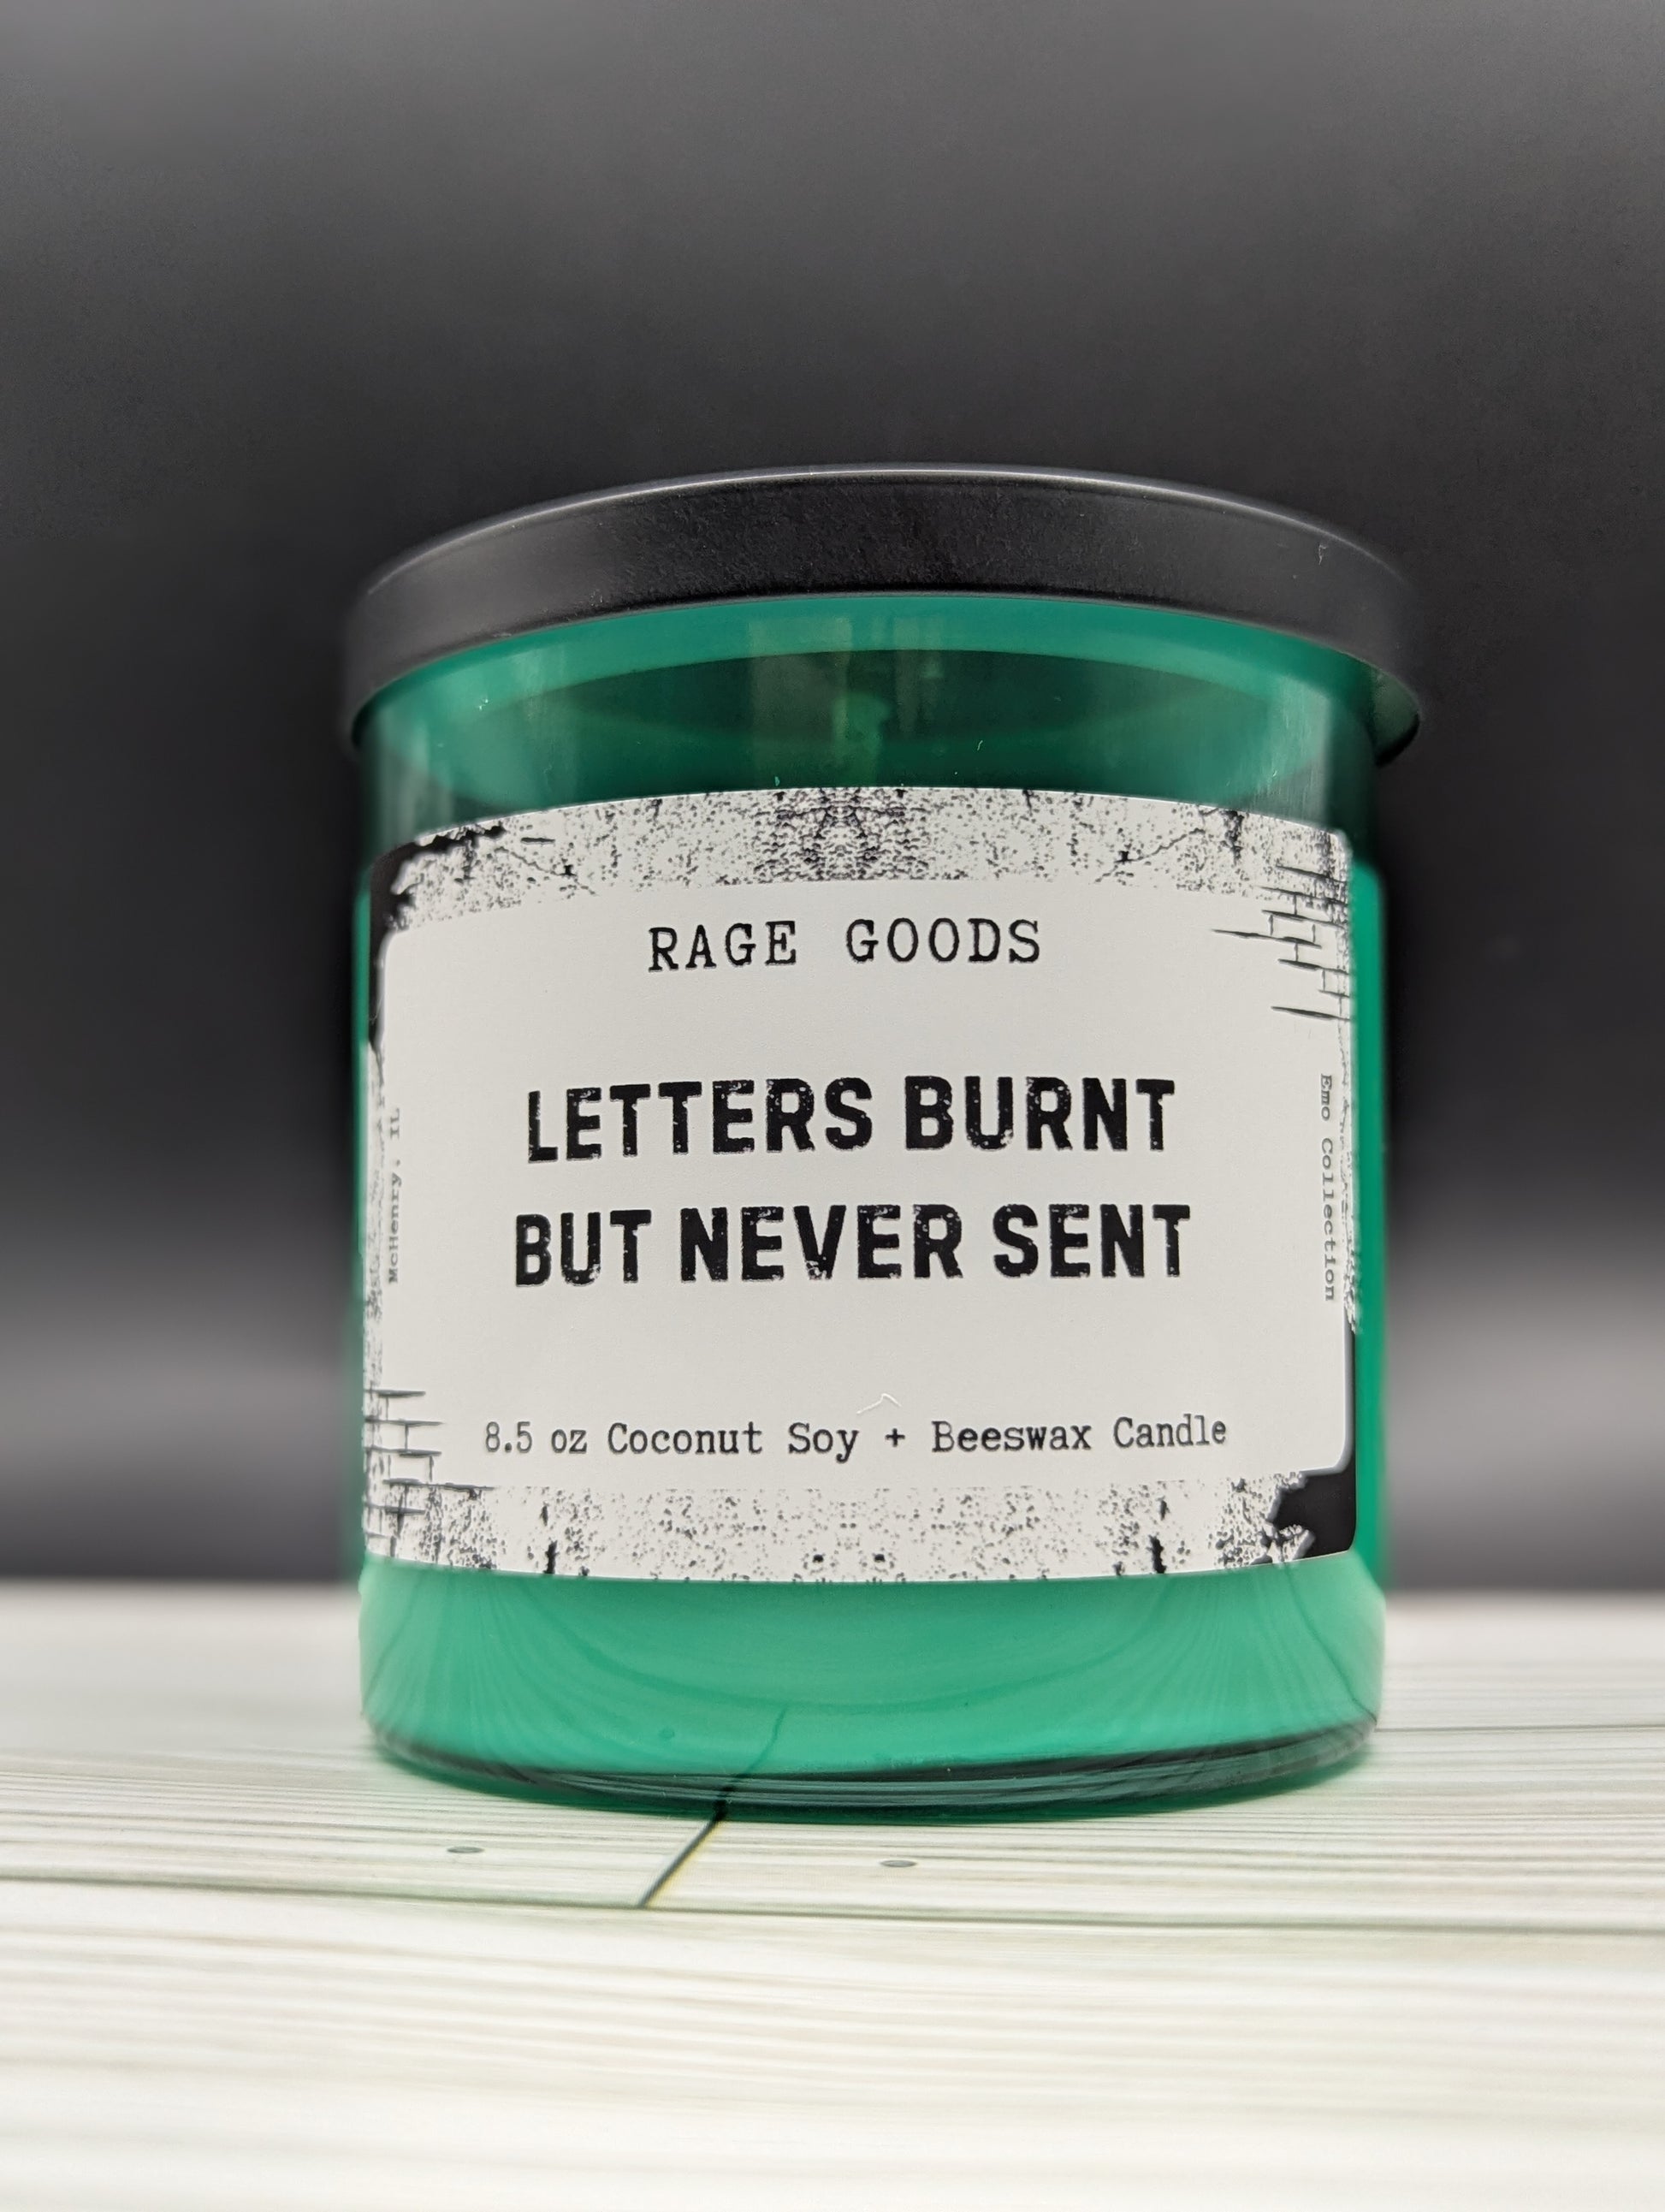 RAGE GOODS
LETTERS BURNT
BUT NEVER SENT
8.5 oz Coconut Soy + Beeswax Candle
McHenry, IL
Emo Collection